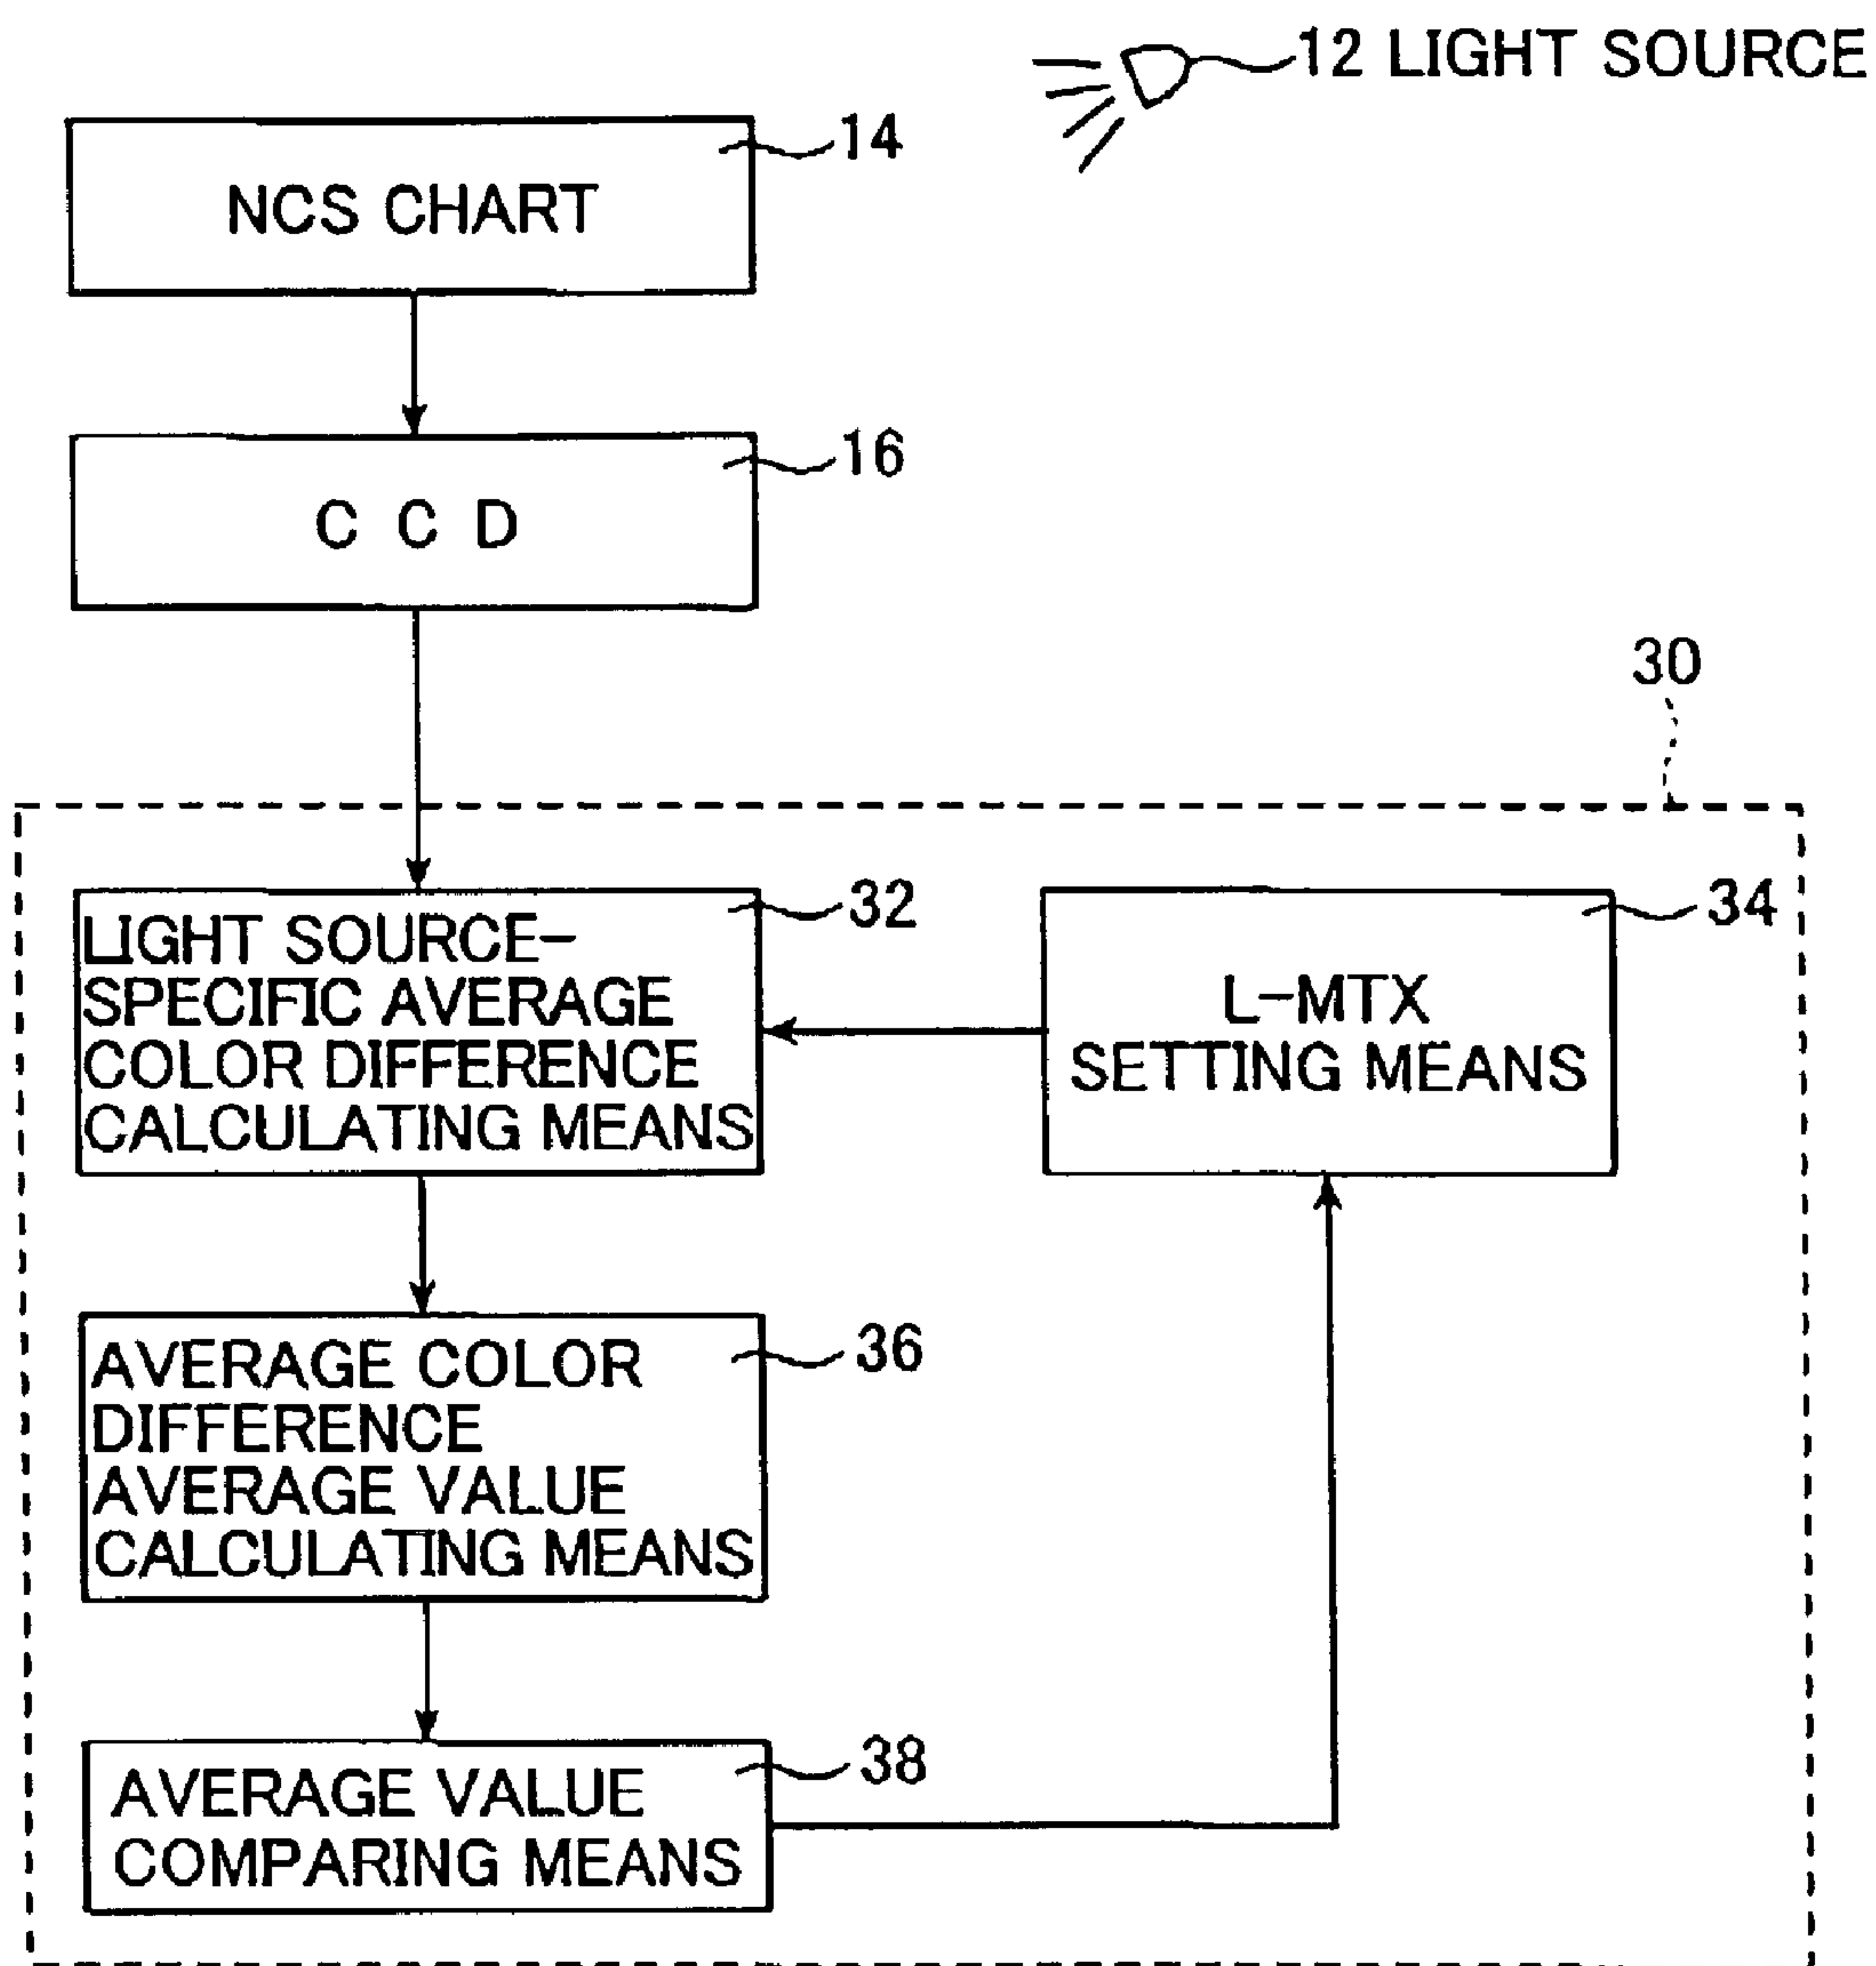 12 LIGHT SOURCE
14
NCS CHART
16
C C D
30
32
LIGHT SOURCE-
SPECIFIC AVERAGE
COLOR DIFFERENCE
CALCULATING MEANS
34
L-MTX
SETTING MEANS
36
AVERAGE COLOR
DIFFERENCE
AVERAGE VALUE
CALCULATING MEANS
38
AVERAGE VALUE
COMPARING MEANS